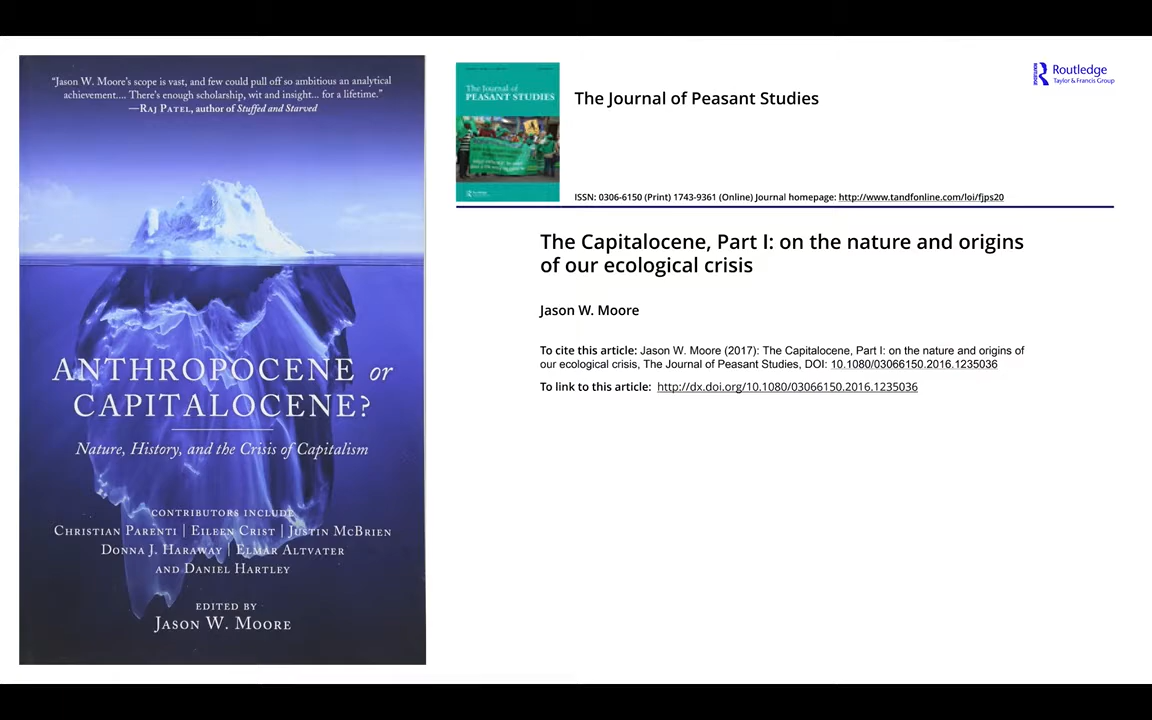 “Jason W. Moore’s scope is vast, and few could pull off so ambitious an analytical
achievement.... There’s enough scholarship, wit and insight... for a lifetime.”
—Raj Patel, author of Stuffed and Starved
ANTHROPOCENE or
CAPITALOCENE?
Nature, History, and the Crisis of Capitalism
CONTRIBUTORS INCLUDE
Christian Parenti | Eileen Crist | Justin McBrien
Donna J. Haraway | Elmar Altvater
and Daniel Hartley
EDITED BY
Jason W. Moore
The Journal of
PEASANT STUDIES
The Journal of Peasant Studies
Routledge
Taylor & Francis Group
ROUTLEDGE
ISSN: 0306-6150 (Print) 1743-9361 (Online) Journal homepage: http://www.tandfonline.com/loi/fjps20
The Capitalocene, Part I: on the nature and origins
of our ecological crisis
Jason W. Moore
To cite this article: Jason W. Moore (2017): The Capitalocene, Part I: on the nature and origins of
our ecological crisis, The Journal of Peasant Studies, DOI: 10.1080/03066150.2016.1235036
To link to this article: http://dx.doi.org/10.1080/03066150.2016.1235036